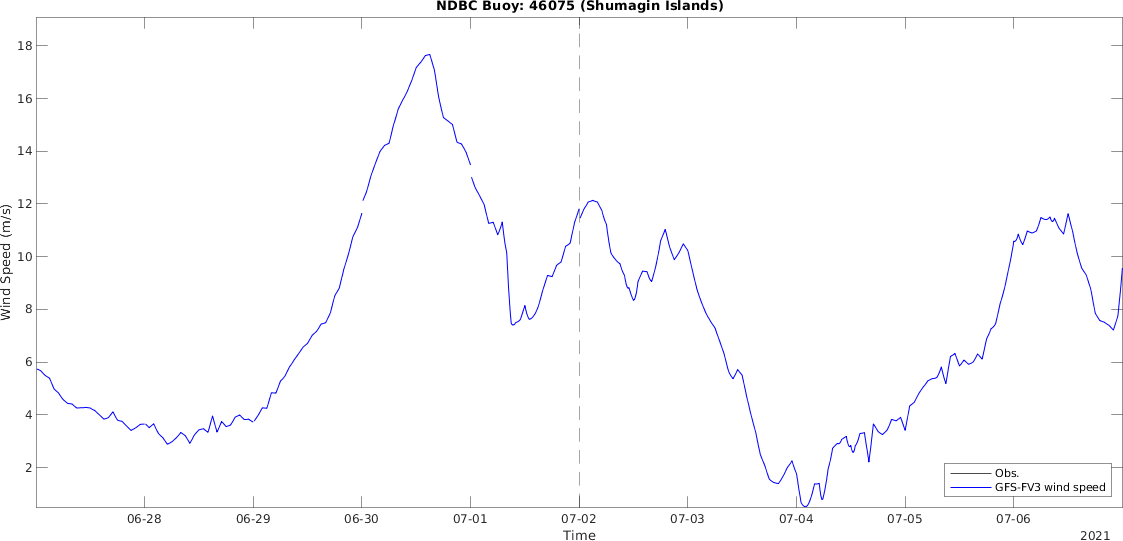 NDBC Buoy: 46075 (Shumagin Islands)
18
16
14
12
10
8
6
4
2
Wind Speed (m/s)
Obs.
GFS-FV3 wind speed
06-28 06-29 06-30 07-01 07-02 07-03 07-04 07-05 07-06
Time
2021